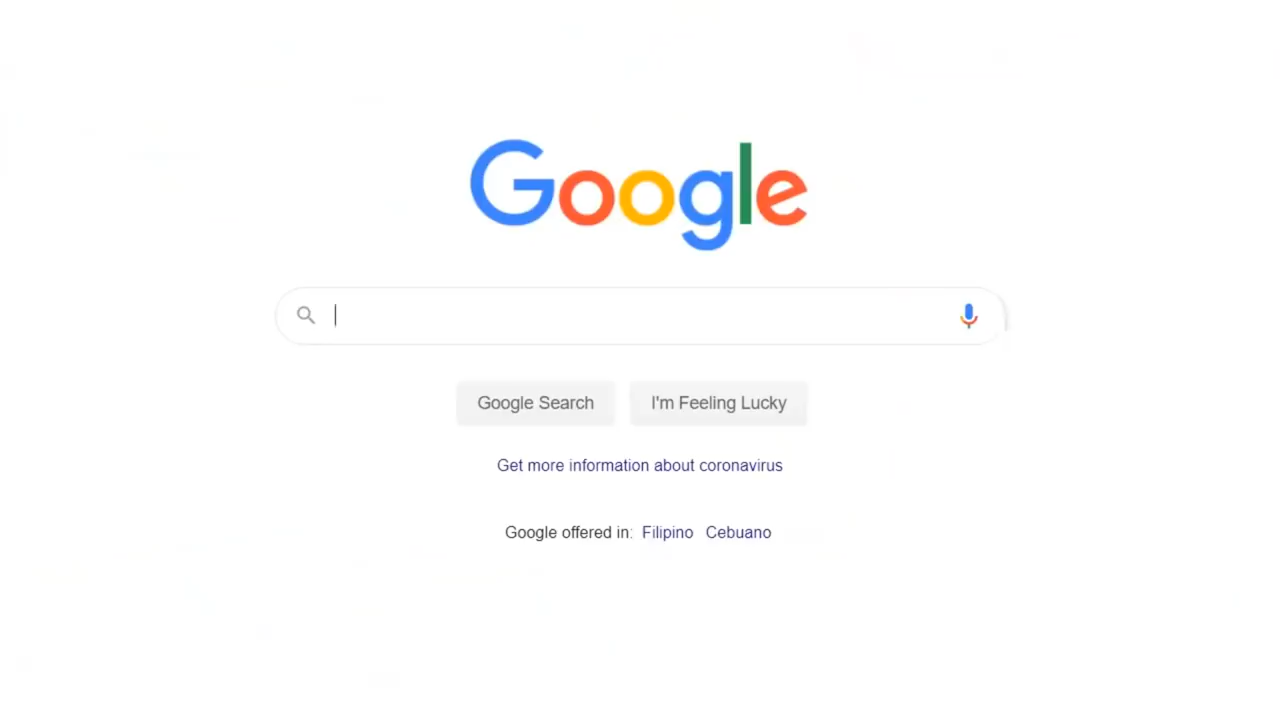 Google
Google Search
I'm Feeling Lucky
Get more information about coronavirus
Google offered in: Filipino Cebuano